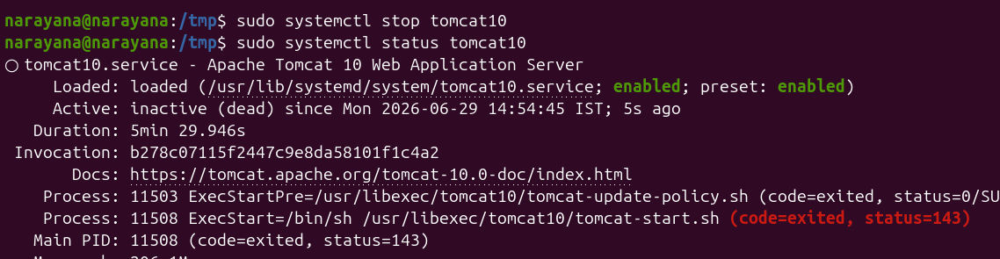 narayana@narayana:/tmp$ sudo systemctl stop tomcat10
narayana@narayana:/tmp$ sudo systemctl status tomcat10
○ tomcat10.service - Apache Tomcat 10 Web Application Server
Loaded: loaded (/usr/lib/systemd/system/tomcat10.service; enabled; preset: enabled)
Active: inactive (dead) since Mon 2026-06-29 14:54:45 IST; 5s ago
Duration: 5min 29.946s
Invocation: b278c07115f2447c9e8da58101f1c4a2
Docs: https://tomcat.apache.org/tomcat-10.0-doc/index.html
Process: 11503 ExecStartPre=/usr/libexec/tomcat10/tomcat-update-policy.sh (code=exited, status=0/SU
Process: 11508 ExecStart=/bin/sh /usr/libexec/tomcat10/tomcat-start.sh (code=exited, status=143)
Main PID: 11508 (code=exited, status=143)